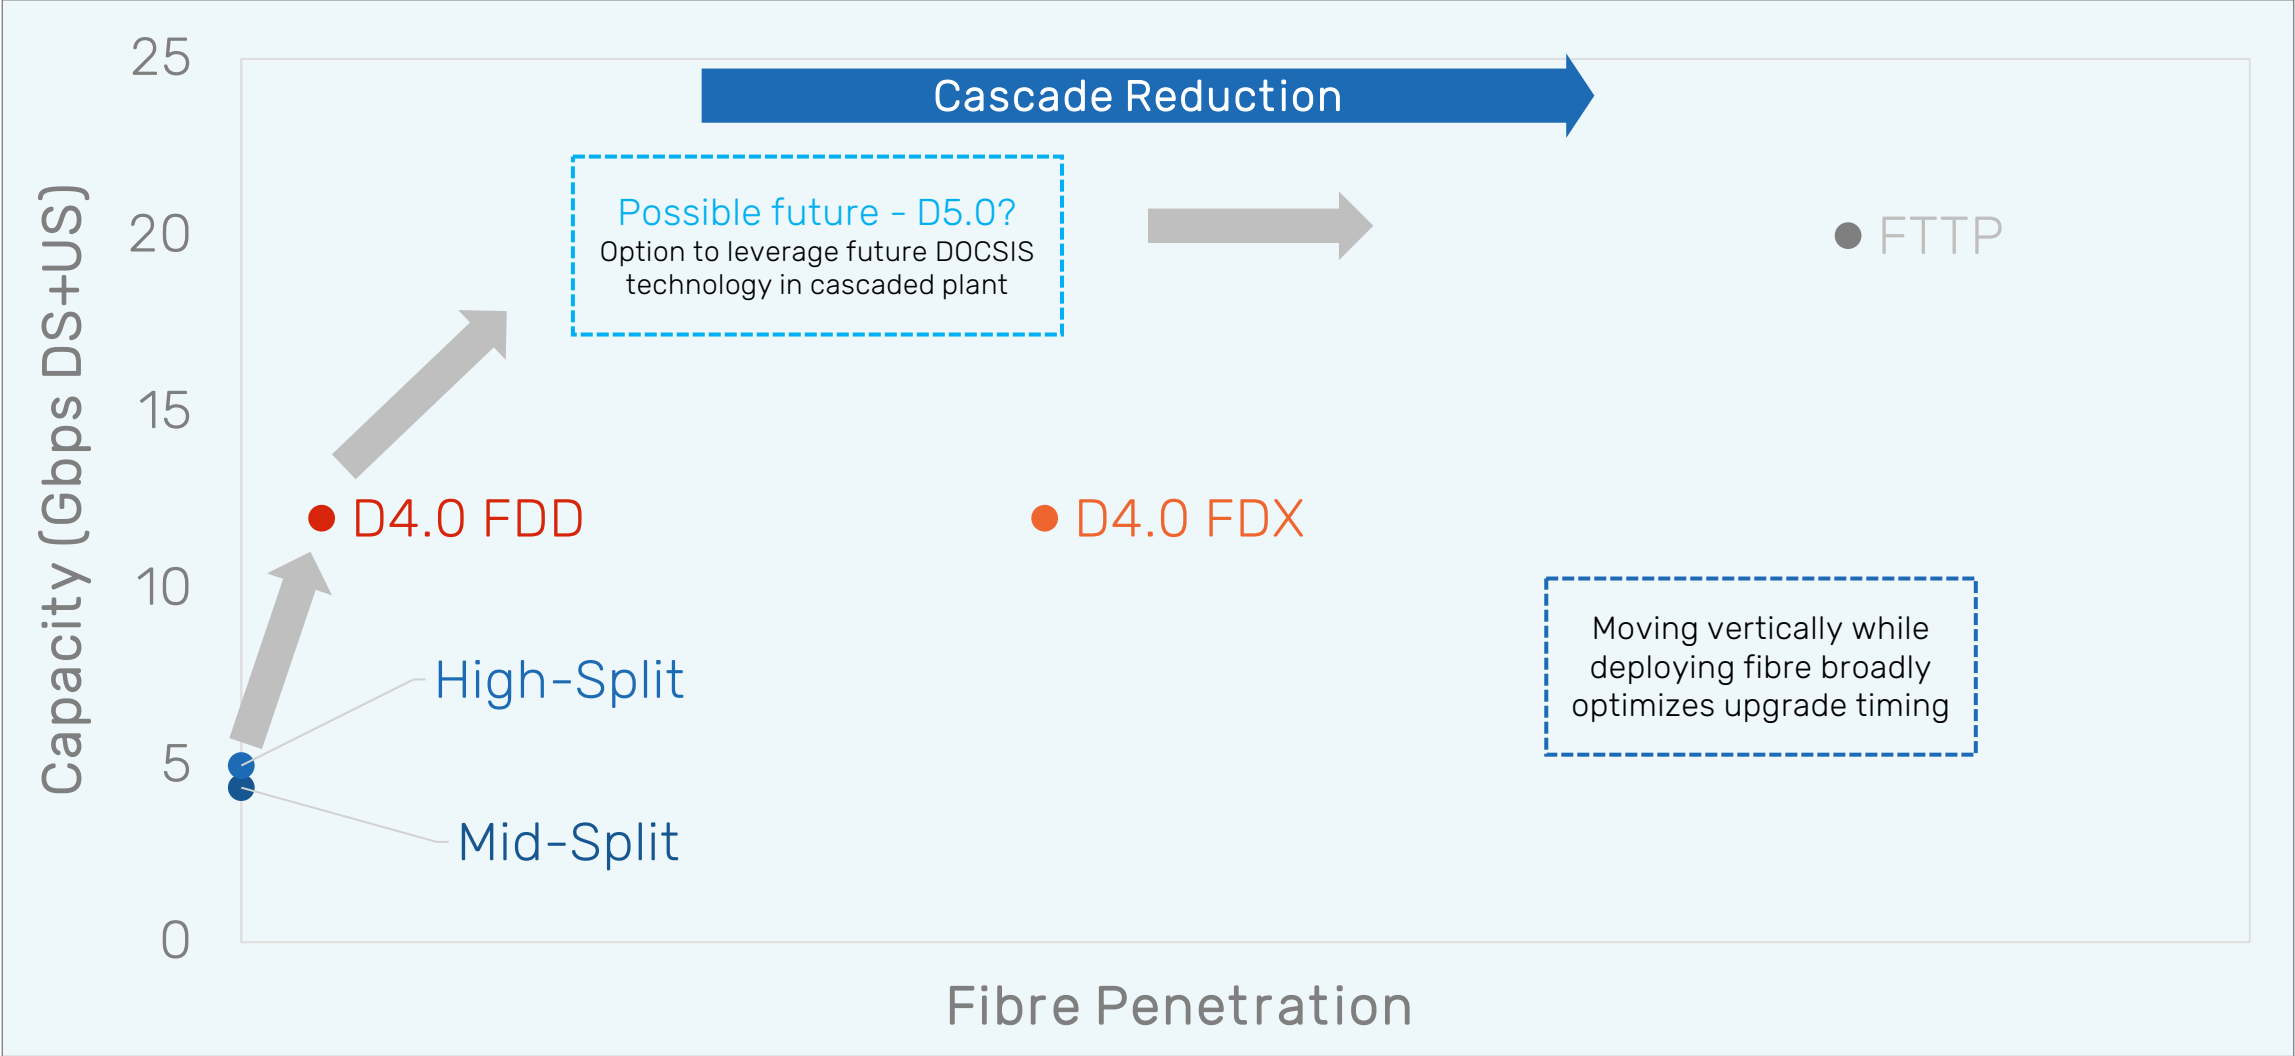 25
Cascade Reduction
Possible future - D5.0?
Option to leverage future DOCSIS
technology in cascaded plant
20
FTTP
15
D4.0 FDD
D4.0 FDX
10
Moving vertically while
deploying fibre broadly
optimizes upgrade timing
High-Split
5
Mid-Split
0
Capacity (Gbps DS+US)
Fibre Penetration